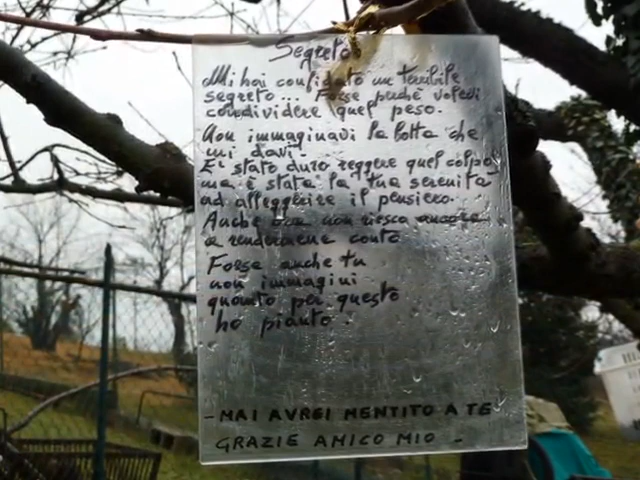 Segreto
Mi hai confidato un terribile
segreto... Forse perché volevi
condividere quel peso.
Non immaginavi la botta che
mi davi.
E' stato duro reggere quel colpo
ma è stata la tua serenità
ad alleggerire il pensiero.
Anche ora non riesco ancora
a rendermene conto
Forse anche tu
non immagini
quanto per questo
ho pianto.
- MAI AVREI MENTITO A TE
GRAZIE AMICO MIO -